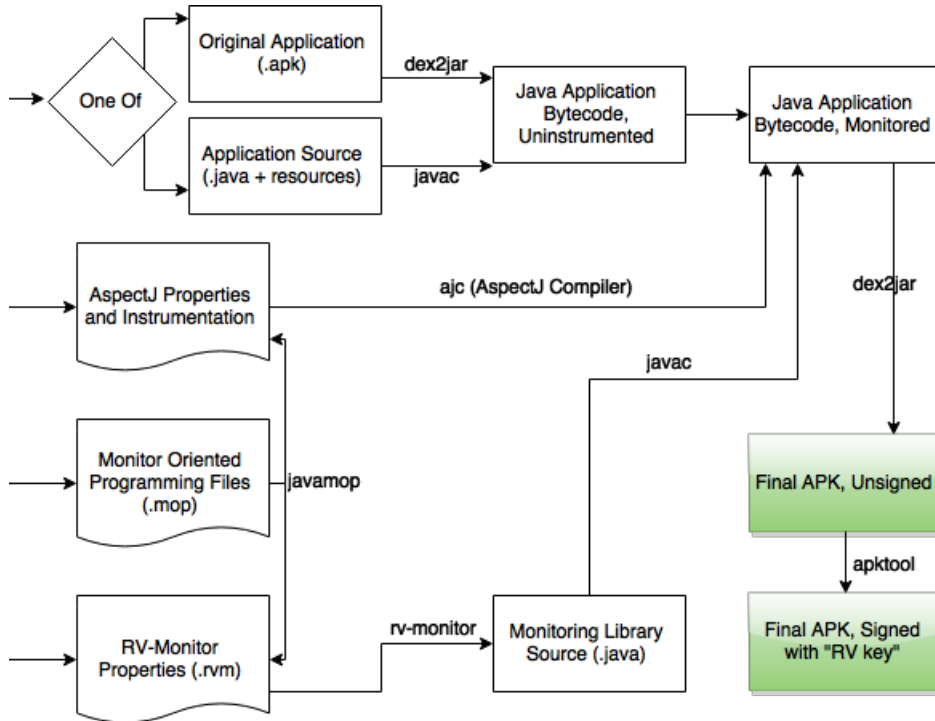 Original Application
(.apk)
dex2jar
One Of
Java Application
Bytecode,
Uninstrumented
Java Application
Bytecode, Monitored
Application Source
(.java + resources)
javac
AspectJ Properties
and Instrumentation
ajc (AspectJ Compiler)
dex2jar
javac
Monitor Oriented
Programming Files
(.mop)
javamop
Final APK, Unsigned
apktool
RV-Monitor
Properties (.rvm)
rv-monitor
Monitoring Library
Source (.java)
Final APK, Signed
with "RV key"